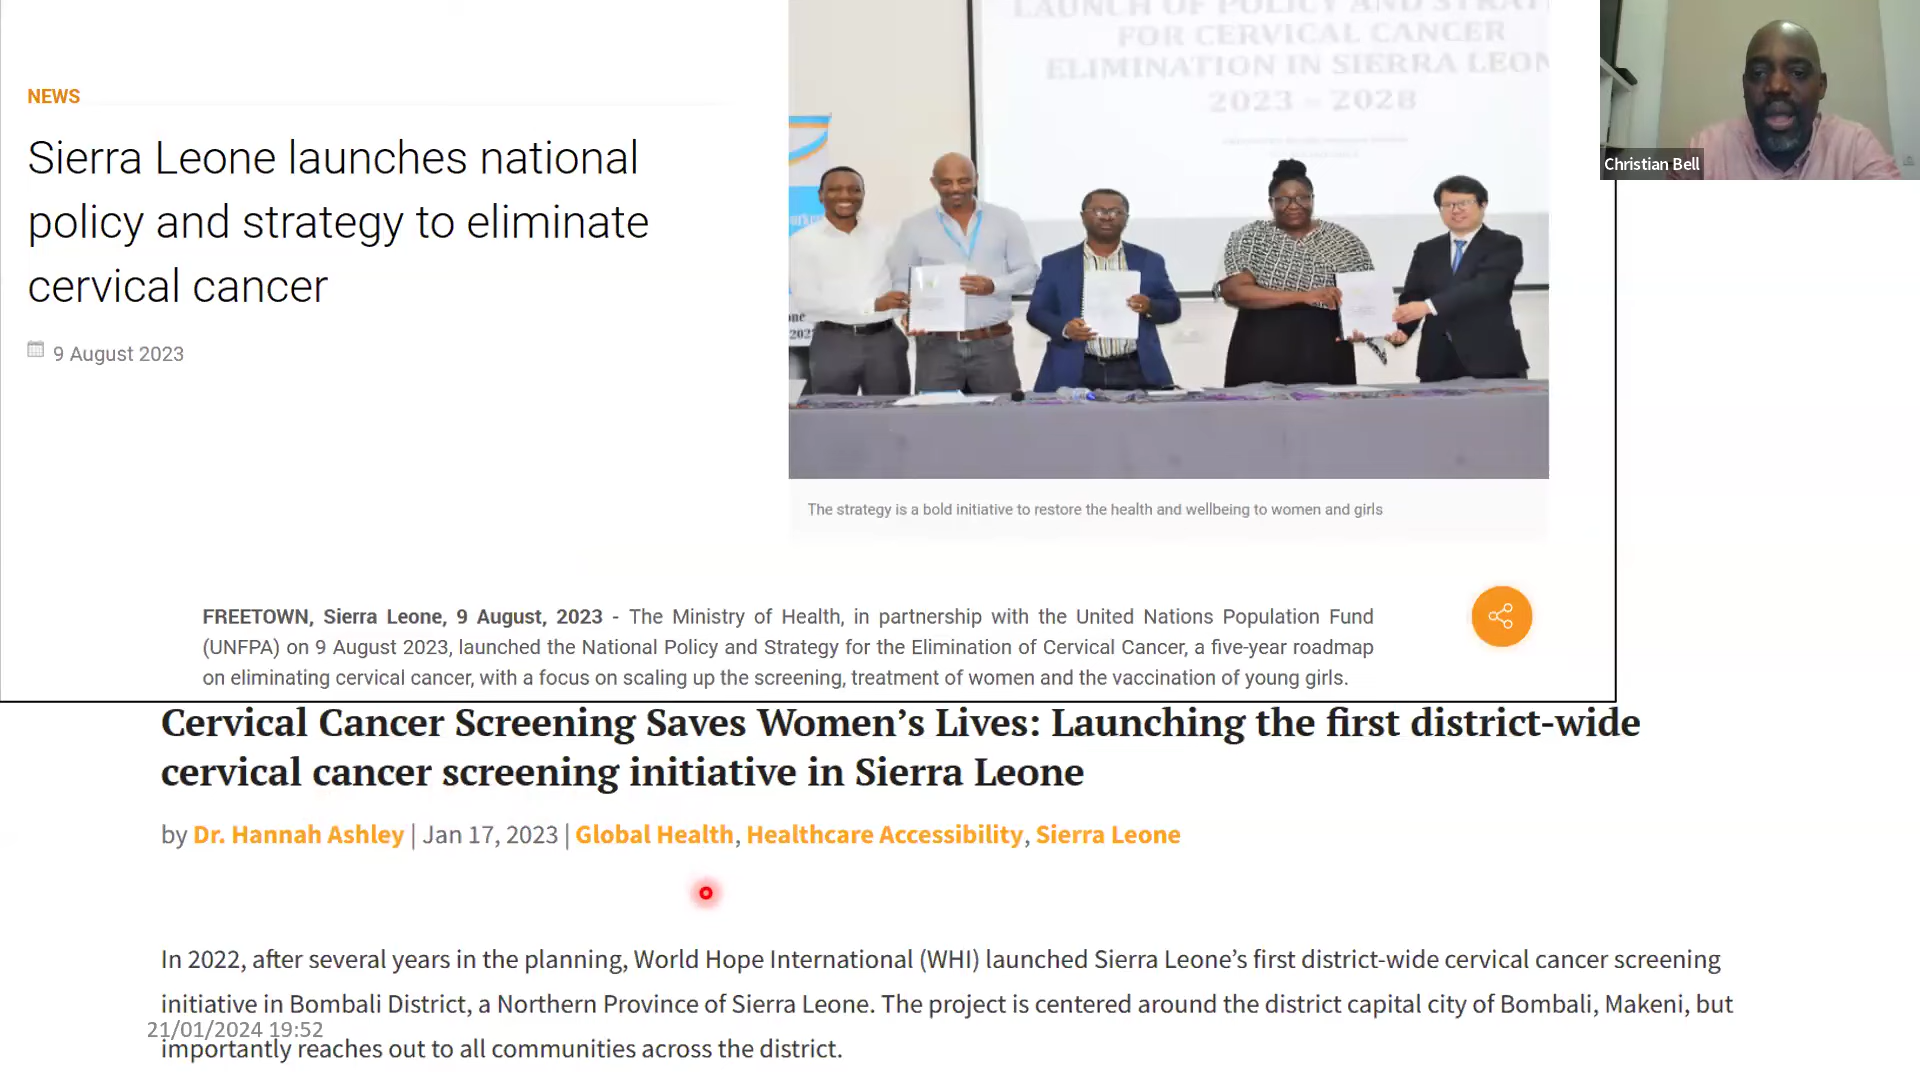 NEWS
Sierra Leone launches national
policy and strategy to eliminate
cervical cancer
9 August 2023
LAUNCH OF POLICY AND STRAT
FOR CERVICAL CANCER
ELIMINATION IN SIERRA LEON
2023 - 2028
The strategy is a bold initiative to restore the health and wellbeing to women and girls
Christian Bell
FREETOWN, Sierra Leone, 9 August, 2023 - The Ministry of Health, in partnership with the United Nations Population Fund
(UNFPA) on 9 August 2023, launched the National Policy and Strategy for the Elimination of Cervical Cancer, a five-year roadmap
on eliminating cervical cancer, with a focus on scaling up the screening, treatment of women and the vaccination of young girls.
Cervical Cancer Screening Saves Women’s Lives: Launching the first district-wide
cervical cancer screening initiative in Sierra Leone
by Dr. Hannah Ashley | Jan 17, 2023 | Global Health, Healthcare Accessibility, Sierra Leone
In 2022, after several years in the planning, World Hope International (WHI) launched Sierra Leone’s first district-wide cervical cancer screening
initiative in Bombali District, a Northern Province of Sierra Leone. The project is centered around the district capital city of Bombali, Makeni, but
importantly reaches out to all communities across the district.
21/01/2024 19:52